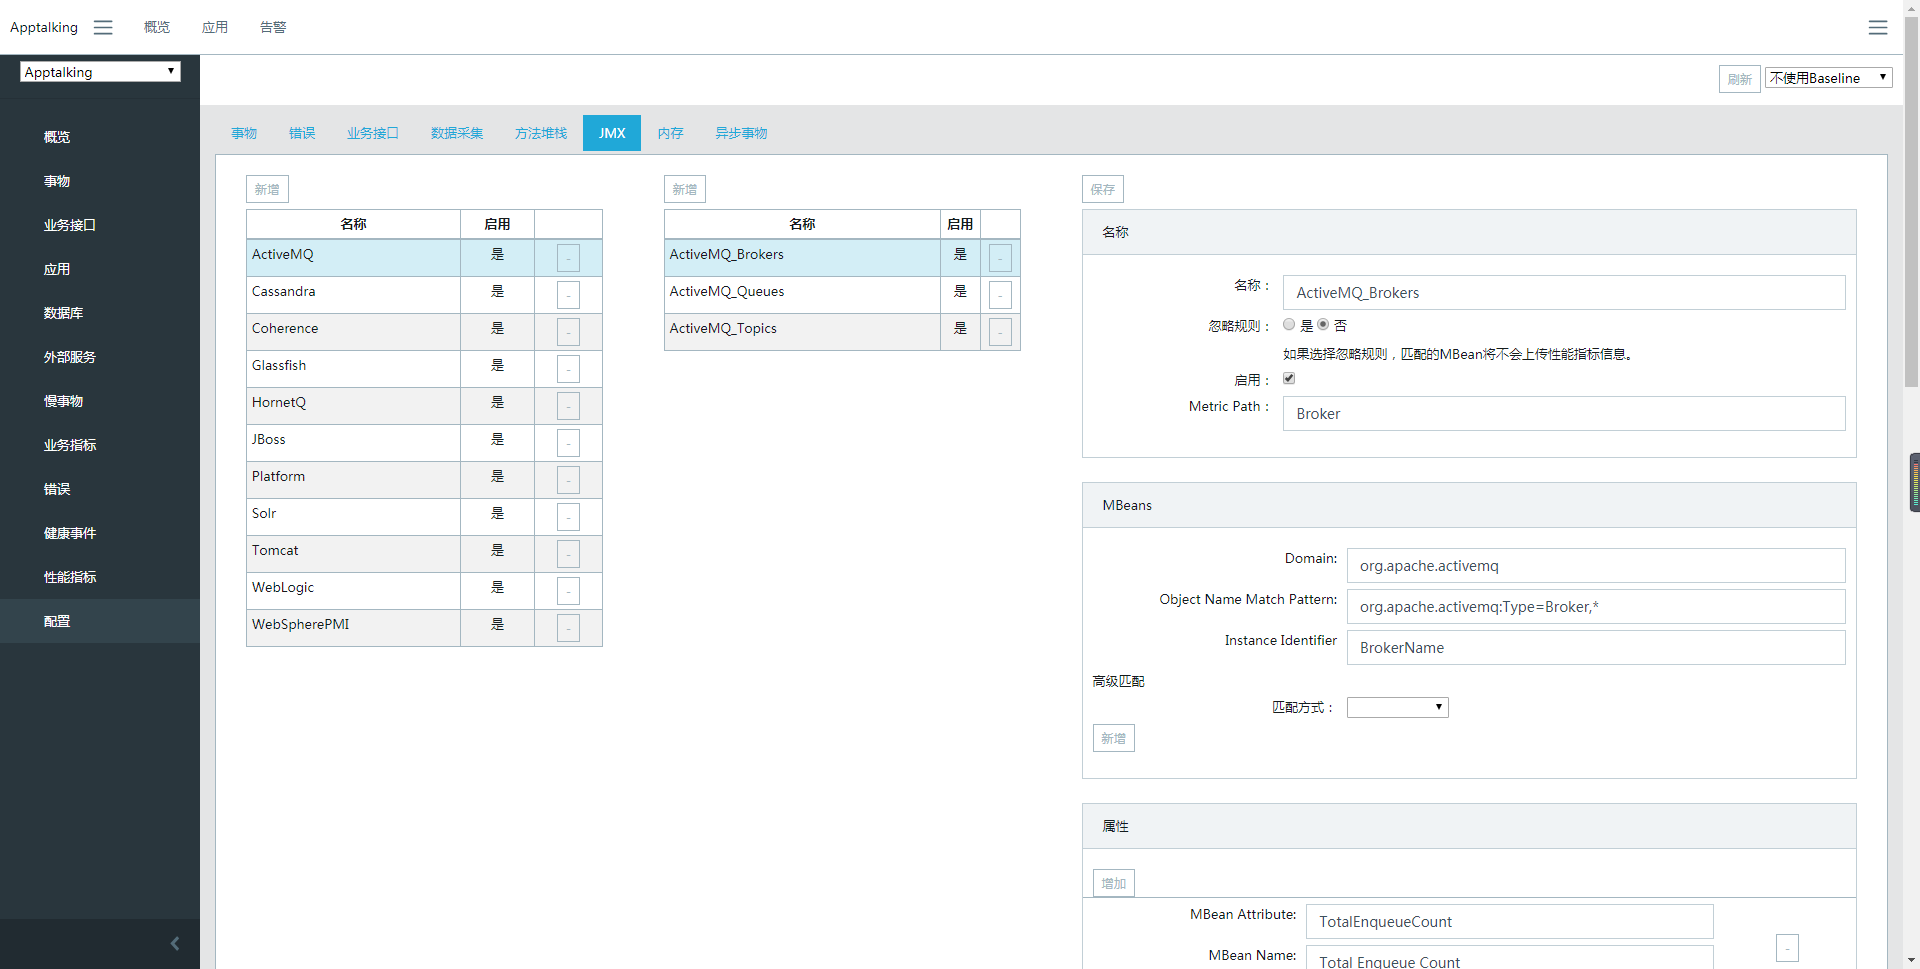 Apptalking 概览 应用 告警
Apptalking
刷新 不使用Baseline
概览
事物
业务接口
应用
数据库
外部服务
慢事物
业务指标
错误
健康事件
性能指标
配置
事物 错误 业务接口 数据采集 方法堆栈 JMX 内存 异步事物
新增
名称 启用
ActiveMQ 是 -
Cassandra 是 -
Coherence 是 -
Glassfish 是 -
HornetQ 是 -
JBoss 是 -
Platform 是 -
Solr 是 -
Tomcat 是 -
WebLogic 是 -
WebSpherePMI 是 -
新增
名称 启用
ActiveMQ_Brokers 是 -
ActiveMQ_Queues 是 -
ActiveMQ_Topics 是 -
保存
名称
名称： ActiveMQ_Brokers
忽略规则： 是 否
如果选择忽略规则，匹配的MBean将不会上传性能指标信息。
启用：
Metric Path： Broker
MBeans
Domain: org.apache.activemq
Object Name Match Pattern: org.apache.activemq:Type=Broker,*
Instance Identifier BrokerName
高级匹配
匹配方式：
新增
属性
增加
MBean Attribute: TotalEnqueueCount
-
MBean Name: Total Enqueue Count